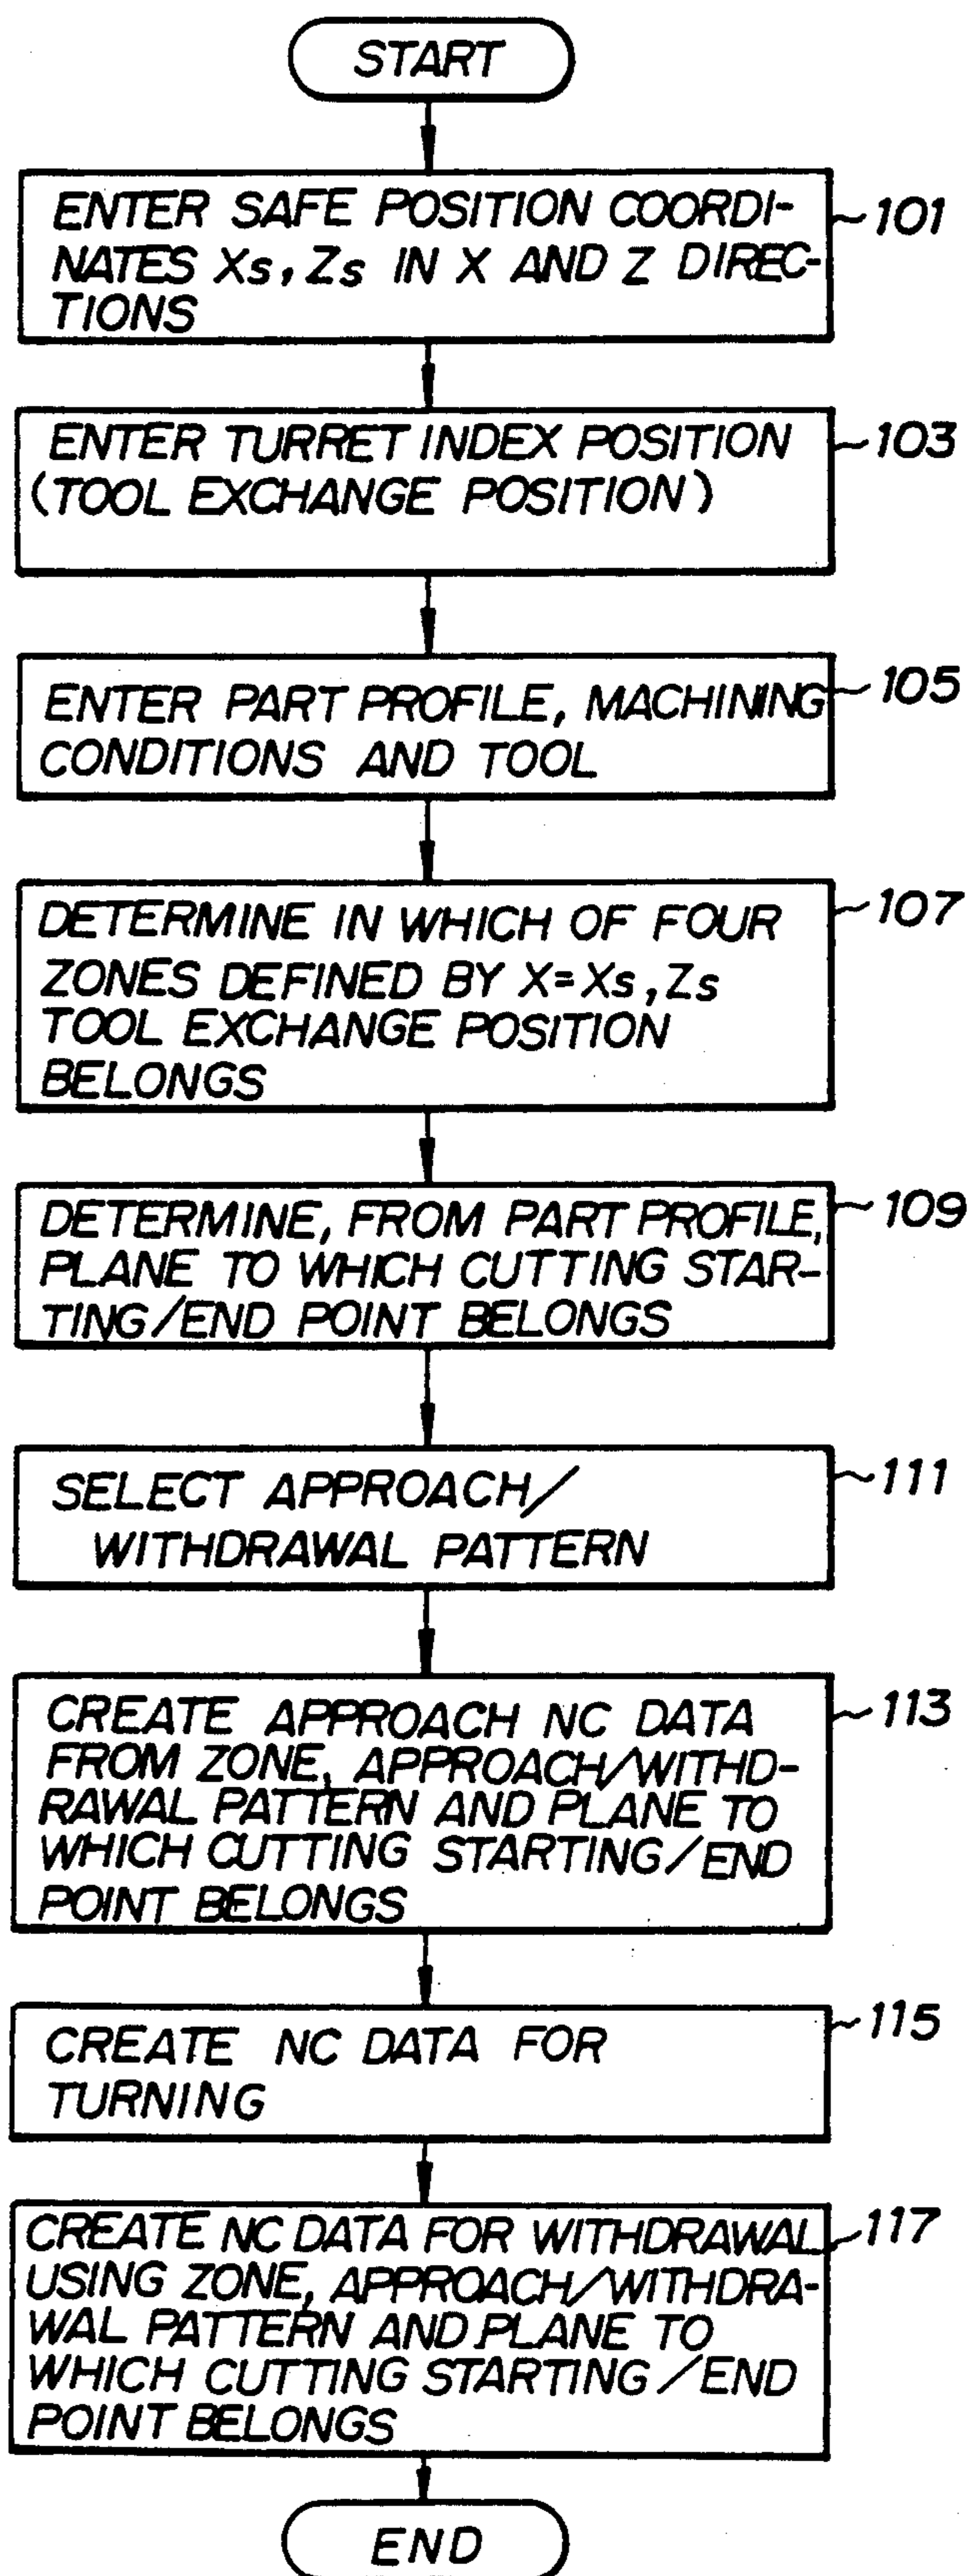 START
ENTER SAFE POSITION COORDI-
NATES Xs, Zs IN X AND Z DIREC-
TIONS
101
ENTER TURRET INDEX POSITION
(TOOL EXCHANGE POSITION)
103
ENTER PART PROFILE, MACHINING
CONDITIONS AND TOOL
105
DETERMINE IN WHICH OF FOUR
ZONES DEFINED BY X=Xs, Zs
TOOL EXCHANGE POSITION
BELONGS
107
DETERMINE, FROM PART PROFILE,
PLANE TO WHICH CUTTING STAR-
TING/END POINT BELONGS
109
SELECT APPROACH/
WITHDRAWAL PATTERN
111
CREATE APPROACH NC DATA
FROM ZONE, APPROACH/WITHD-
RAWAL PATTERN AND PLANE TO
WHICH CUTTING STARTING/END
POINT BELONGS
113
CREATE NC DATA FOR
TURNING
115
CREATE NC DATA FOR WITHDRAWAL
USING ZONE, APPROACH/WITHDRA-
WAL PATTERN AND PLANE TO
WHICH CUTTING STARTING/END
POINT BELONGS
117
END